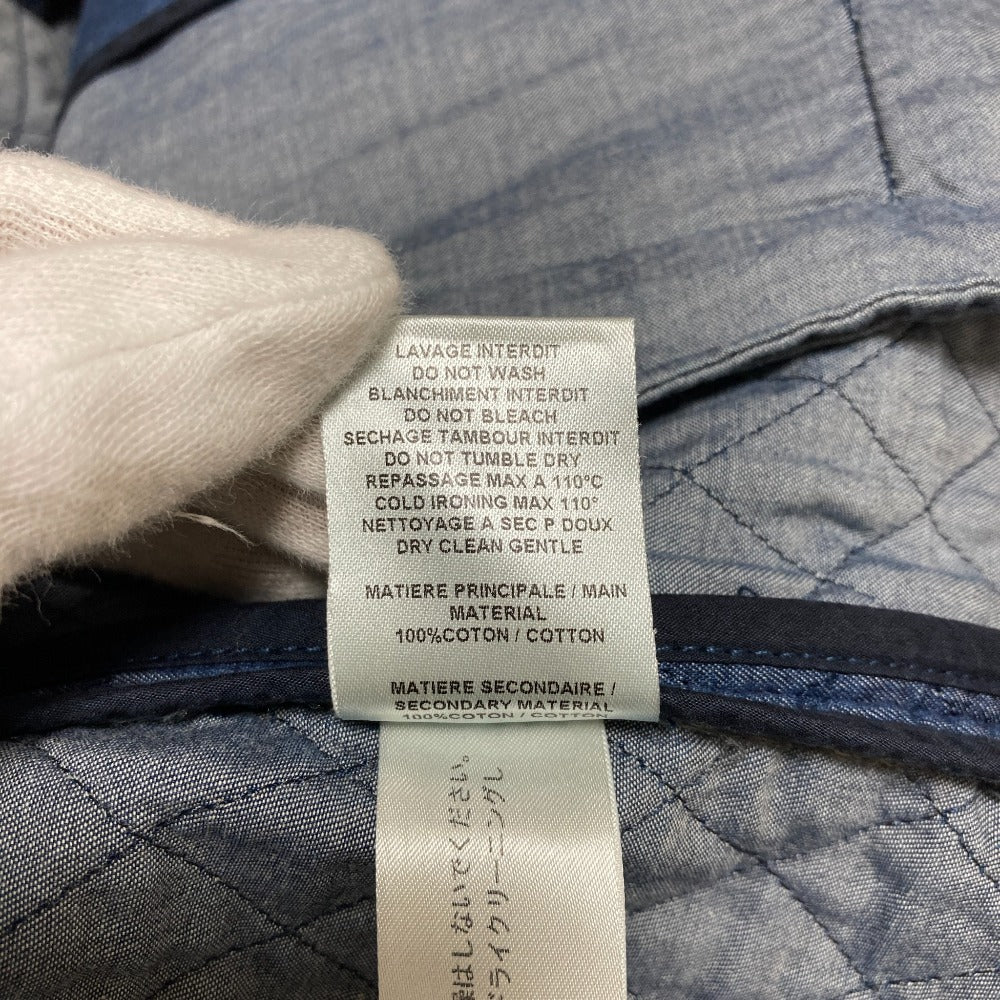 LAVAGE INTERDIT
DO NOT WASH
BLANCHIMENT INTERDIT
DO NOT BLEACH
SECHAGE TAMBOUR INTERDIT
DO NOT TUMBLE DRY
REPASSAGE MAX A 110°C
COLD IRONING MAX 110°
NETTOYAGE A SEC P DOUX
DRY CLEAN GENTLE
MATIERE PRINCIPALE / MAIN
MATERIAL
100%COTON / COTTON
MATIERE SECONDAIRE /
SECONDARY MATERIAL
100%COTON / COTTON
ライクリーニングし
はしないでください。